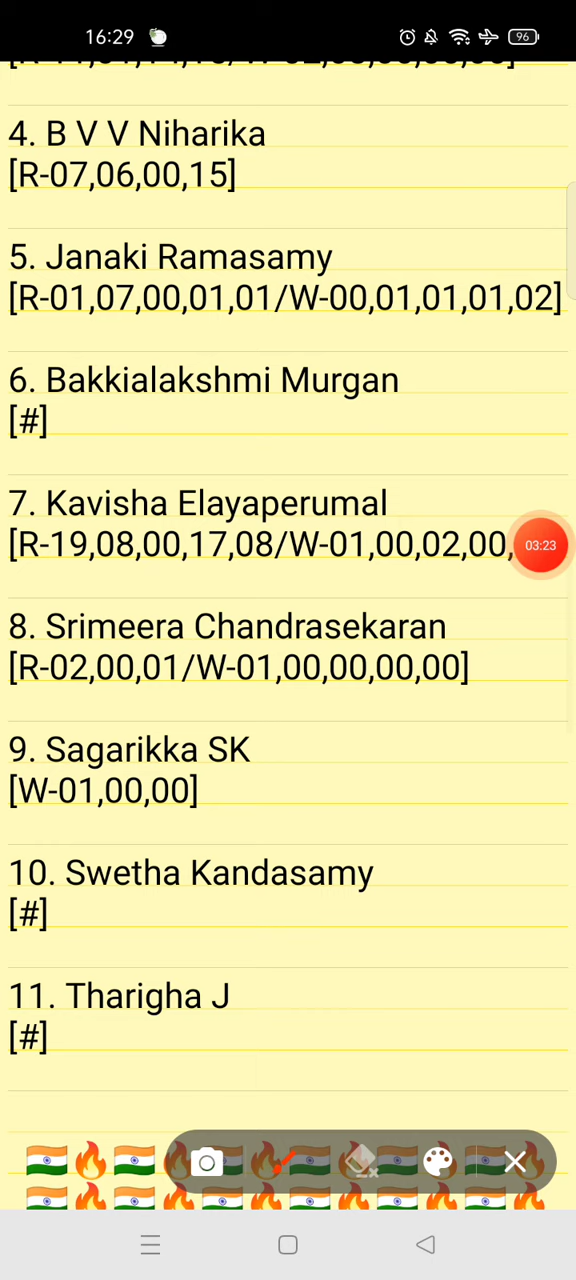 16:29
96
4. B V V Niharika
[R-07,06,00,15]
5. Janaki Ramasamy
[R-01,07,00,01,01/W-00,01,01,01,02]
6. Bakkialakshmi Murgan
[#]
7. Kavisha Elayaperumal
[R-19,08,00,17,08/W-01,00,02,00,
03:23
8. Srimeera Chandrasekaran
[R-02,00,01/W-01,00,00,00,00]
9. Sagarikka SK
[W-01,00,00]
10. Swetha Kandasamy
[#]
11. Tharigha J
[#]